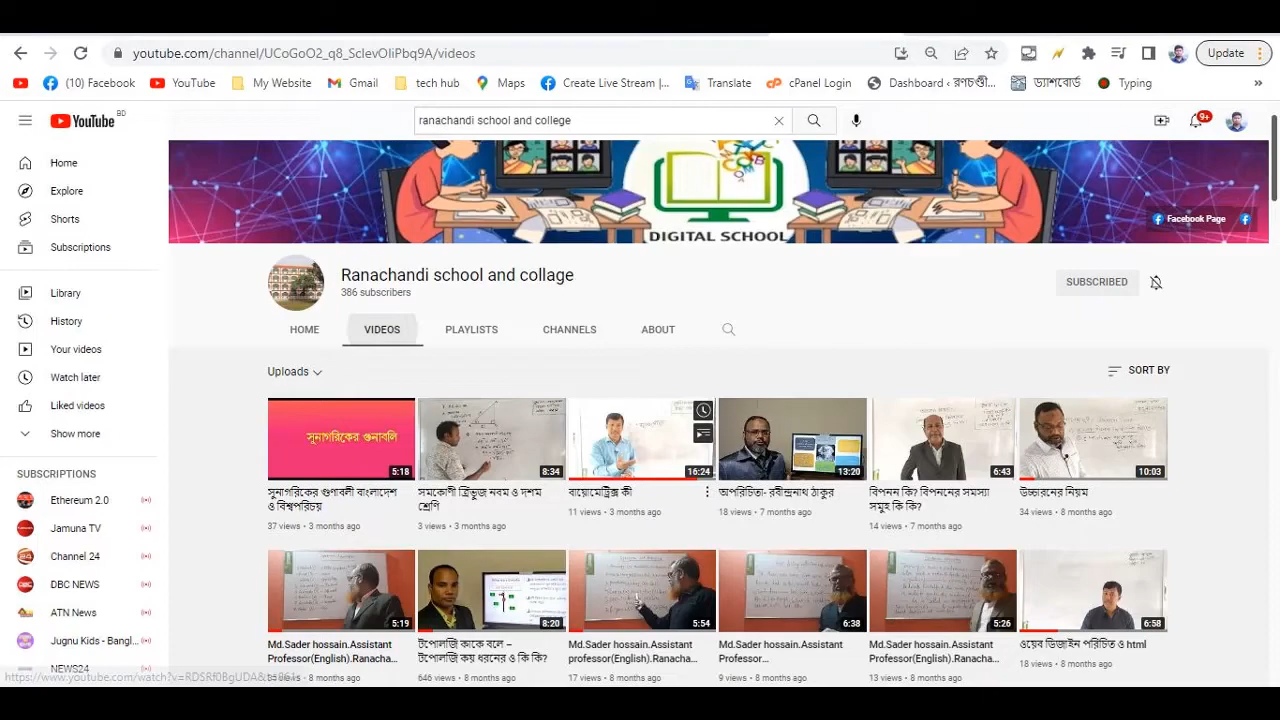 youtube.com/channel/UCoGoO2_q8_SclevOIiPbq9A/videos
Update
(10) Facebook YouTube My Website Gmail tech hub Maps Create Live Stream |... Translate cPanel Login Dashboard ‹ রণচণ্ডী... ড্যাশবোর্ড Typing »
YouTube BD
ranachandi school and college
9+
Home
Explore
Shorts
Subscriptions
Library
History
Your videos
Watch later
Liked videos
Show more
SUBSCRIPTIONS
Ethereum 2.0
Jamuna TV
Channel 24
DBC NEWS
ATN News
Jugnu Kids - Bangl...
NEWS24
DIGITAL SCHOOL
Facebook Page
Ranachandi school and collage
386 subscribers
SUBSCRIBED
HOME VIDEOS PLAYLISTS CHANNELS ABOUT
Uploads
SORT BY
সুনাগরিকের গুনাবলি
5:18
8:34
16:24
13:20
6:43
10:03
সুনাগরিকের গুণাবলী বাংলাদেশ
ও বিশ্বপরিচয়
37 views • 3 months ago
সমকোণী ত্রিভুজ নবম ও দশম
শ্রেণি
3 views • 3 months ago
বায়োমেট্রিক্স কী
11 views • 3 months ago
অপরিচিতা- রবীন্দ্রনাথ ঠাকুর
18 views • 7 months ago
বিপনন কি? বিপননের সমস্যা
সমুহ কি কি?
14 views • 7 months ago
উচ্চারনের নিয়ম
34 views • 8 months ago
5:19
8:20
5:54
6:38
5:26
6:58
Md.Sader hossain.Assistant
Professor(English).Ranacha...
views • 8 months ago
টপোলজি কাকে বলে –
টপোলজি কয় ধরনের ও কি কি?
646 views • 8 months ago
Md.Sader hossain.Assistant
professor(English).Ranacha...
17 views • 8 months ago
Md.Sader hossain.Assistant
Professor...
9 views • 8 months ago
Md.Sader hossain.Assistant
Professor(English).Ranacha...
13 views • 8 months ago
ওয়েব ডিজাইন পরিচিত ও html
18 views • 8 months ago